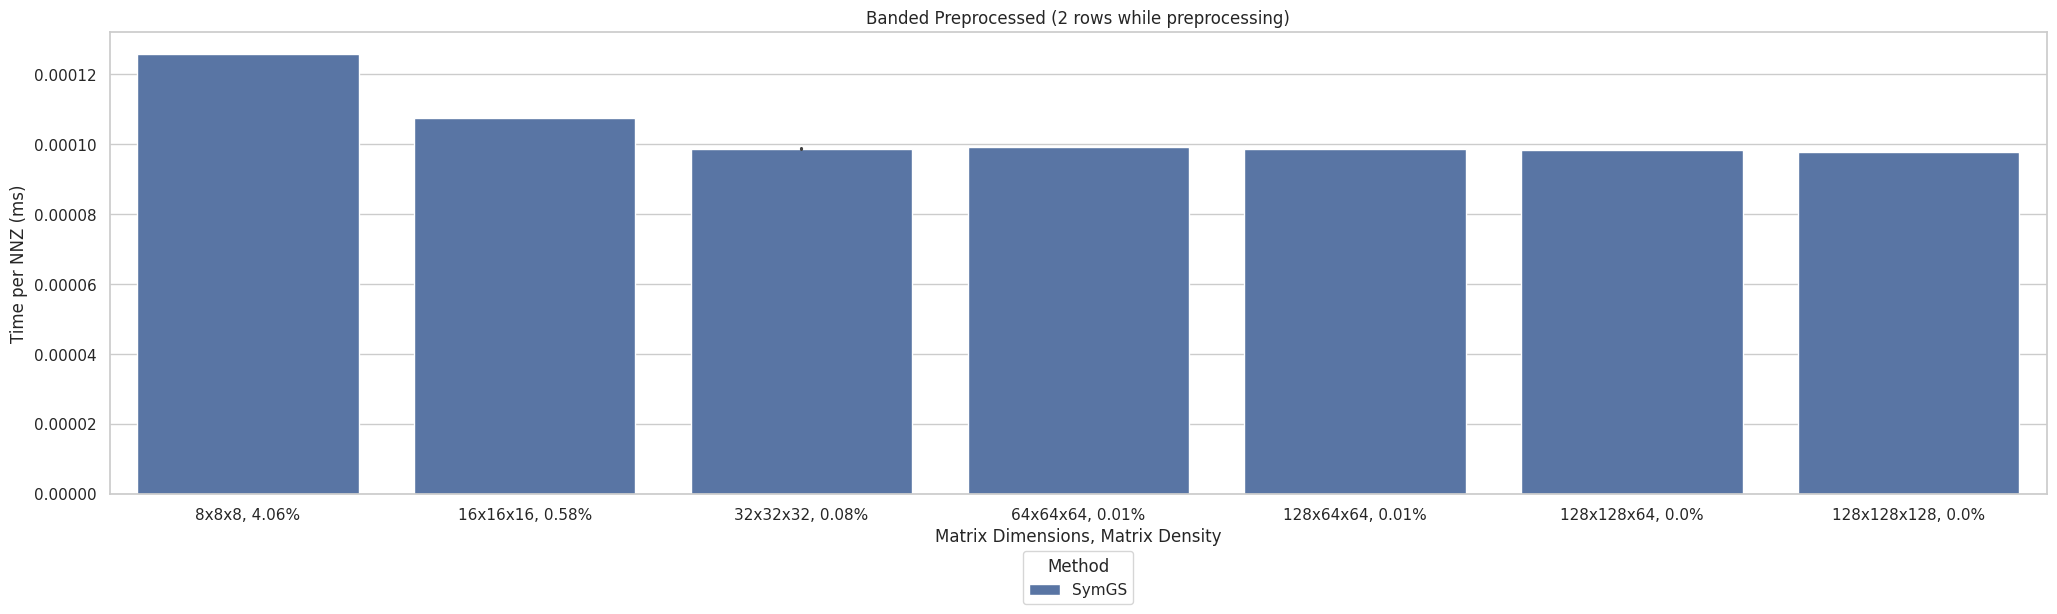 Banded Preprocessed (2 rows while preprocessing)
Time per NNZ (ms)
0.00012
0.00010
0.00008
0.00006
0.00004
0.00002
0.00000
8x8x8, 4.06% 16x16x16, 0.58% 32x32x32, 0.08% 64x64x64, 0.01% 128x64x64, 0.01% 128x128x64, 0.0% 128x128x128, 0.0%
Matrix Dimensions, Matrix Density
Method
SymGS